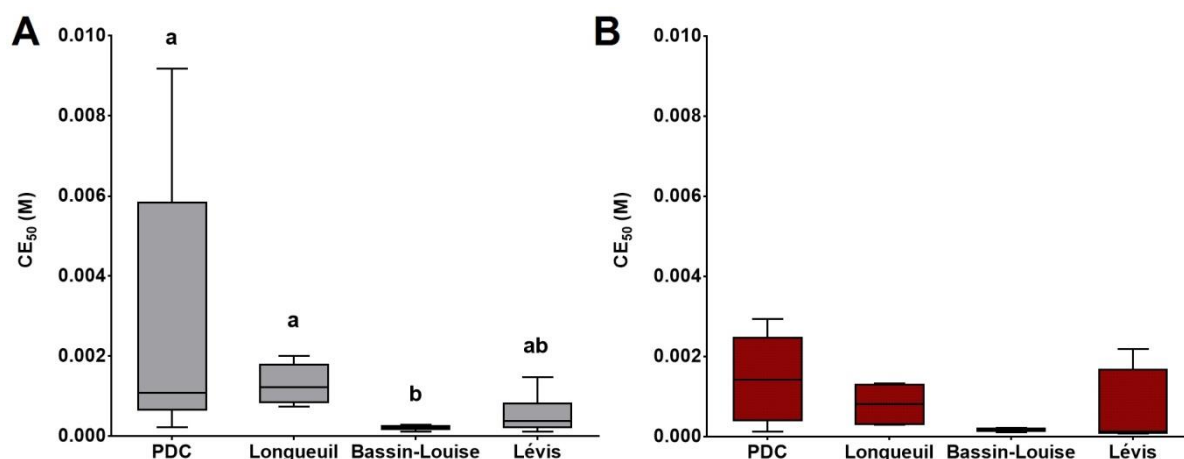 A
0.010
0.008
0.006
0.004
0.002
0.000
CE50 (M)
a
a
b
ab
PDC
Longueuil
Bassin-Louise
Lévis
B
0.010
0.008
0.006
0.004
0.002
0.000
CE50 (M)
PDC
Longueuil
Bassin-Louise
Lévis